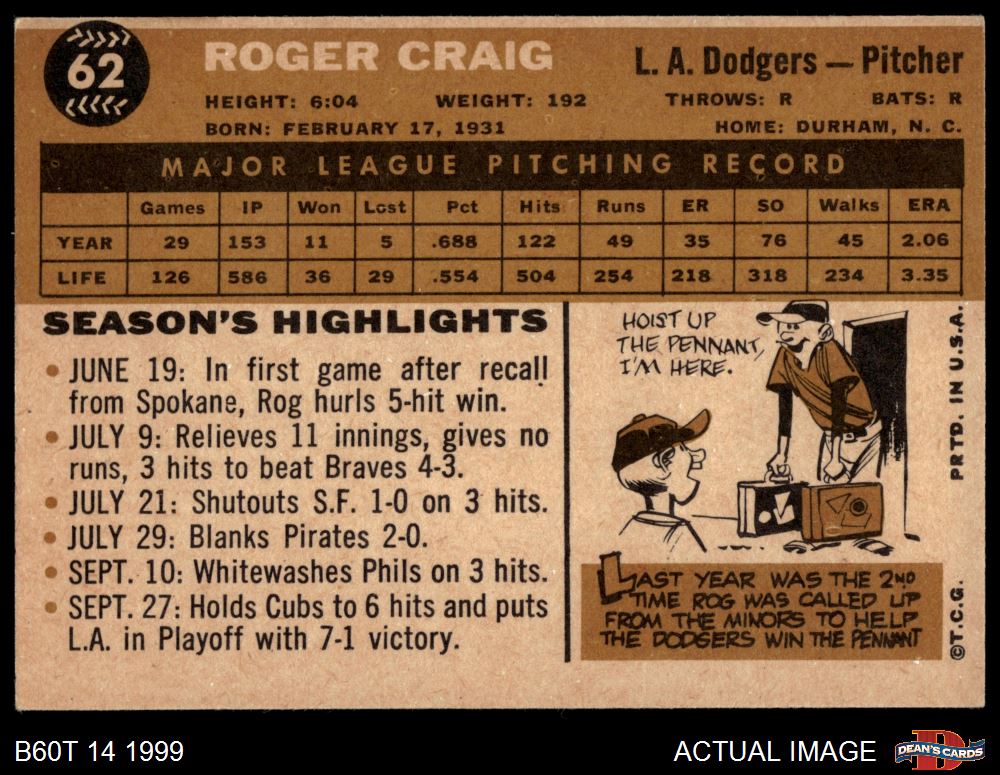 62
ROGER CRAIG
L. A. Dodgers — Pitcher
HEIGHT: 6:04 WEIGHT: 192 THROWS: R BATS: R
BORN: FEBRUARY 17, 1931 HOME: DURHAM, N. C.
MAJOR LEAGUE PITCHING RECORD
Games IP Won Lost Pct Hits Runs ER SO Walks ERA
YEAR 29 153 11 5 .688 122 49 35 76 45 2.06
LIFE 126 586 36 29 .554 504 254 218 318 234 3.35
SEASON'S HIGHLIGHTS
• JUNE 19: In first game after recall
from Spokane, Rog hurls 5-hit win.
• JULY 9: Relieves 11 innings, gives no
runs, 3 hits to beat Braves 4-3.
• JULY 21: Shutouts S.F. 1-0 on 3 hits.
• JULY 29: Blanks Pirates 2-0.
• SEPT. 10: Whitewashes Phils on 3 hits.
• SEPT. 27: Holds Cubs to 6 hits and puts
L.A. in Playoff with 7-1 victory.
HOIST UP
THE PENNANT,
I'M HERE.
LAST YEAR WAS THE 2ND
TIME ROG WAS CALLED UP
FROM THE MINORS TO HELP
THE DODGERS WIN THE PENNANT
PRTD. IN U.S.A.
©T.C.G.
B60T 14 1999
ACTUAL IMAGE
D
DEAN'S CARDS